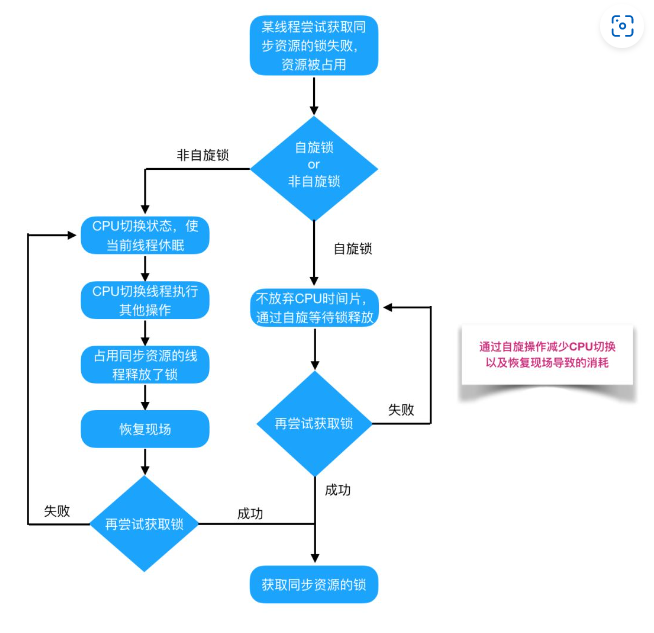 某线程尝试获取同
步资源的锁失败，
资源被占用
自旋锁
or
非自旋锁
非自旋锁
自旋锁
CPU切换状态，使
当前线程休眠
CPU切换线程执行
其他操作
占用同步资源的线
程释放了锁
恢复现场
再尝试获取锁
失败
成功
不放弃CPU时间片，
通过自旋等待锁释放
再尝试获取锁
失败
成功
获取同步资源的锁
通过自旋操作减少CPU切换
以及恢复现场导致的消耗